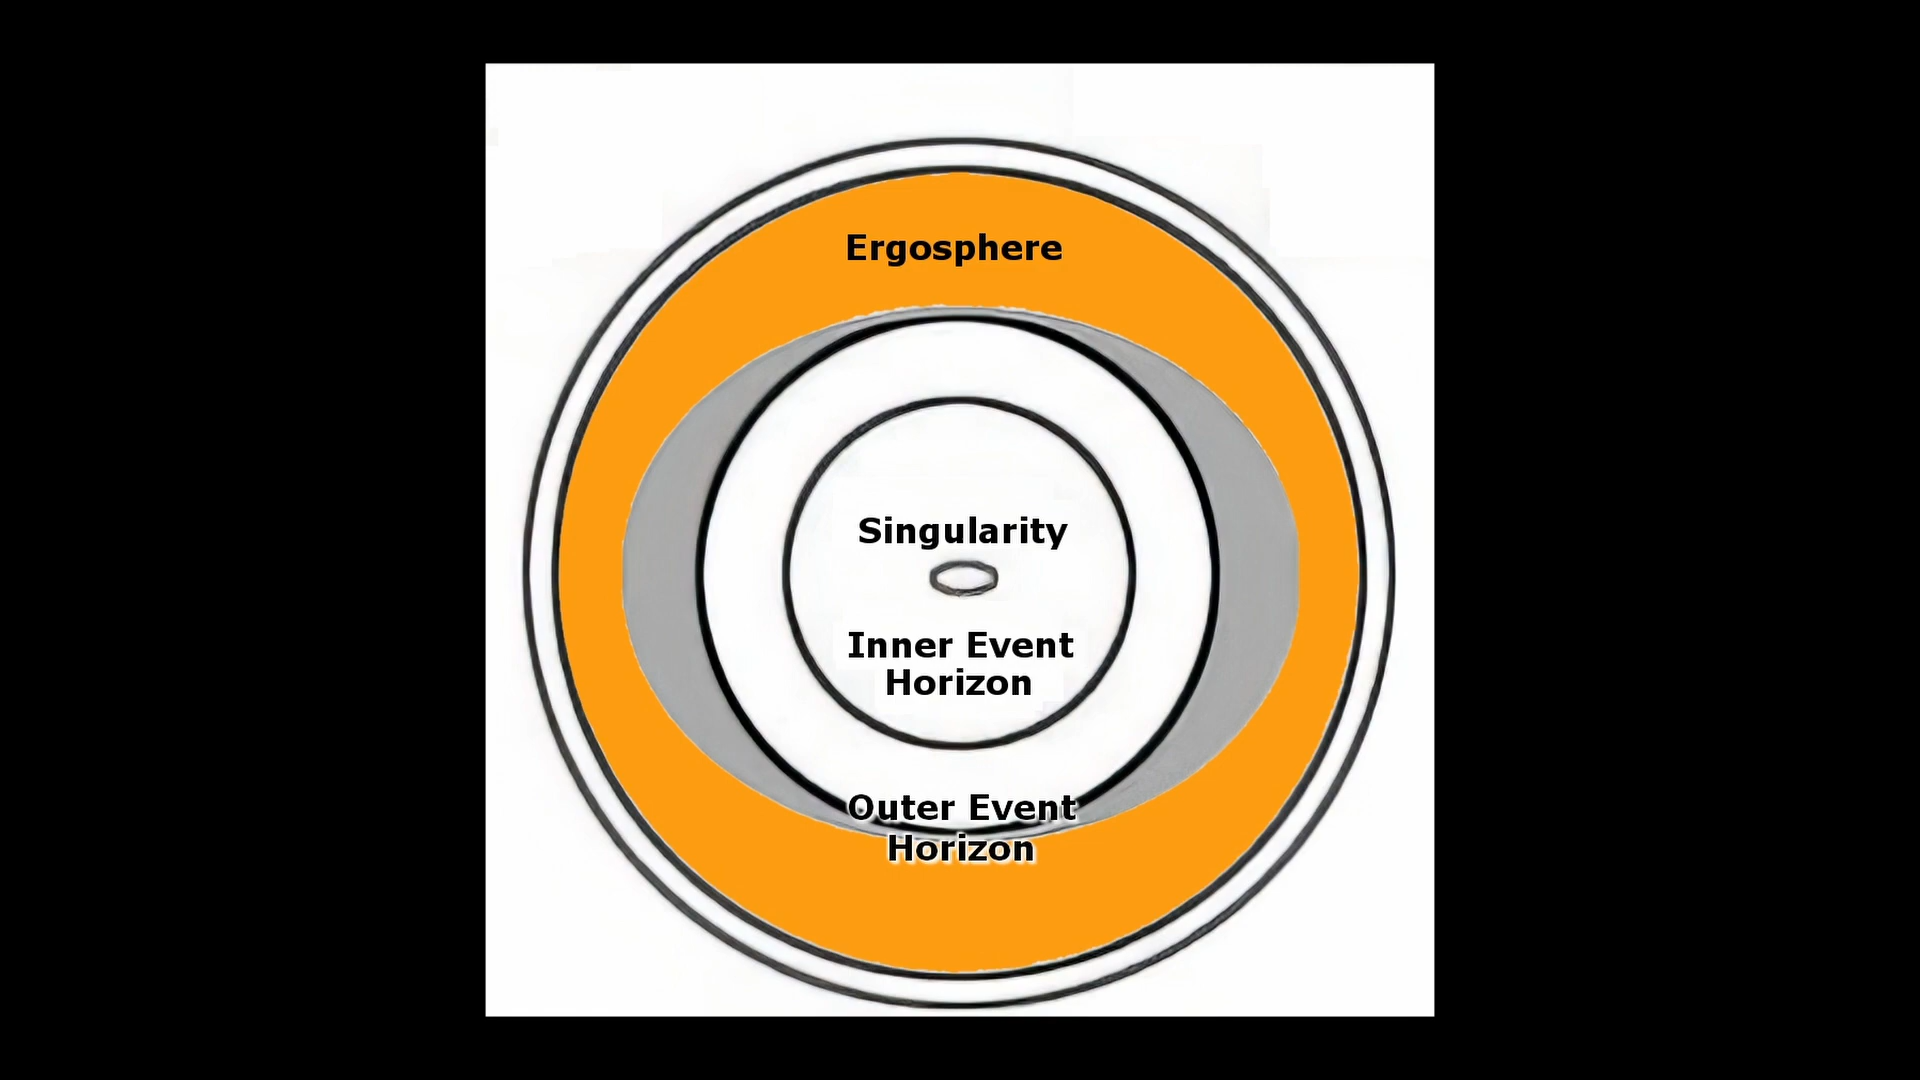 Ergosphere
Singularity
Inner Event
Horizon
Outer Event
Horizon